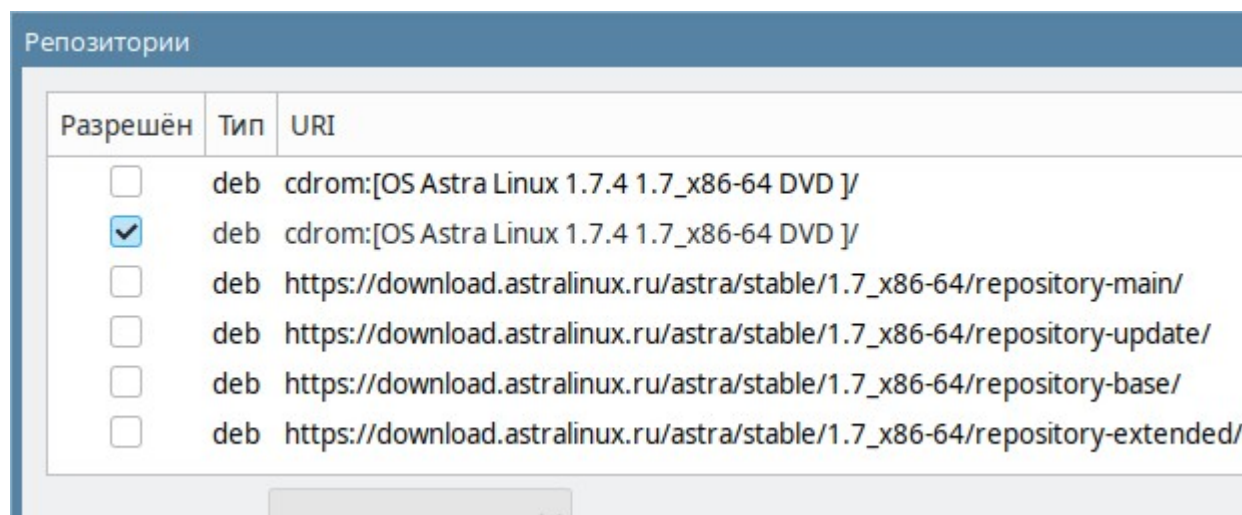 Репозитории
Разрешён Тип URI
deb cdrom:[OS Astra Linux 1.7.4 1.7_x86-64 DVD ]/
deb cdrom:[OS Astra Linux 1.7.4 1.7_x86-64 DVD ]/
deb https://download.astralinux.ru/astra/stable/1.7_x86-64/repository-main/
deb https://download.astralinux.ru/astra/stable/1.7_x86-64/repository-update/
deb https://download.astralinux.ru/astra/stable/1.7_x86-64/repository-base/
deb https://download.astralinux.ru/astra/stable/1.7_x86-64/repository-extended/